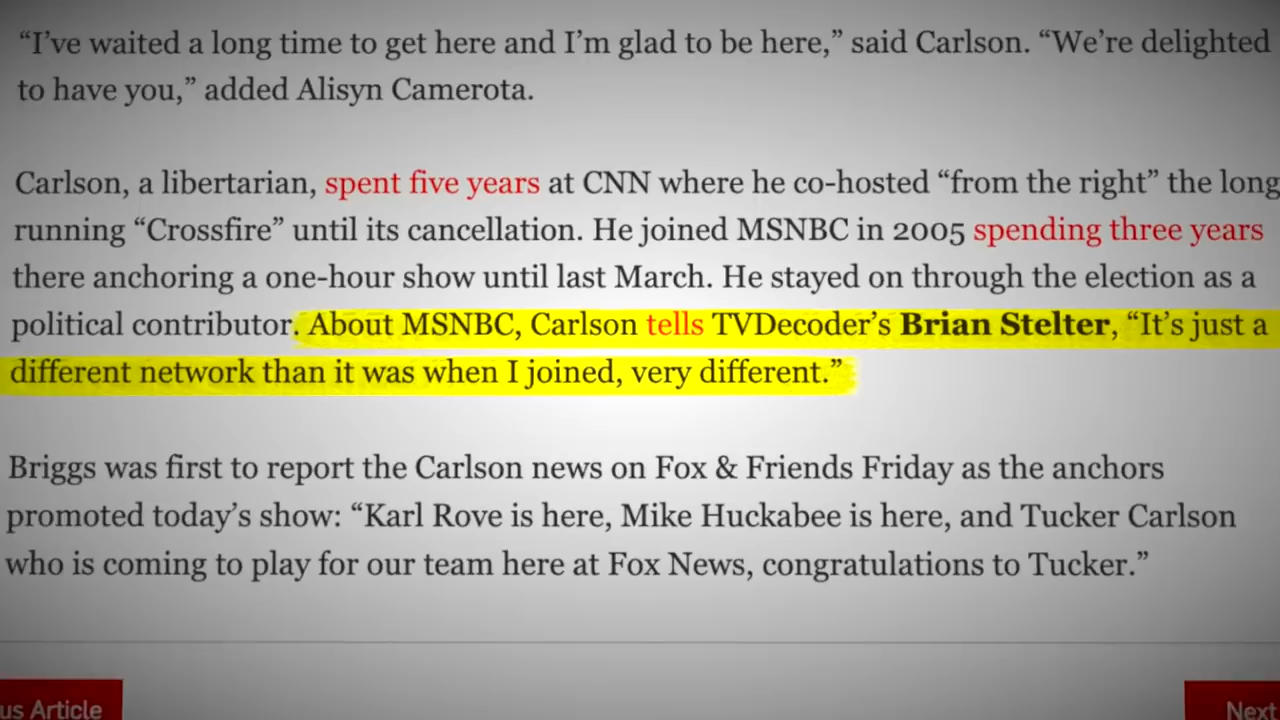 “I’ve waited a long time to get here and I’m glad to be here,” said Carlson. “We’re delighted
to have you,” added Alisyn Camerota.
Carlson, a libertarian, spent five years at CNN where he co-hosted “from the right” the long
running “Crossfire” until its cancellation. He joined MSNBC in 2005 spending three years
there anchoring a one-hour show until last March. He stayed on through the election as a
political contributor. About MSNBC, Carlson tells TVDecoder’s Brian Stelter, “It’s just a
different network than it was when I joined, very different.”
Briggs was first to report the Carlson news on Fox & Friends Friday as the anchors
promoted today’s show: “Karl Rove is here, Mike Huckabee is here, and Tucker Carlson
who is coming to play for our team here at Fox News, congratulations to Tucker.”
us Article
Next